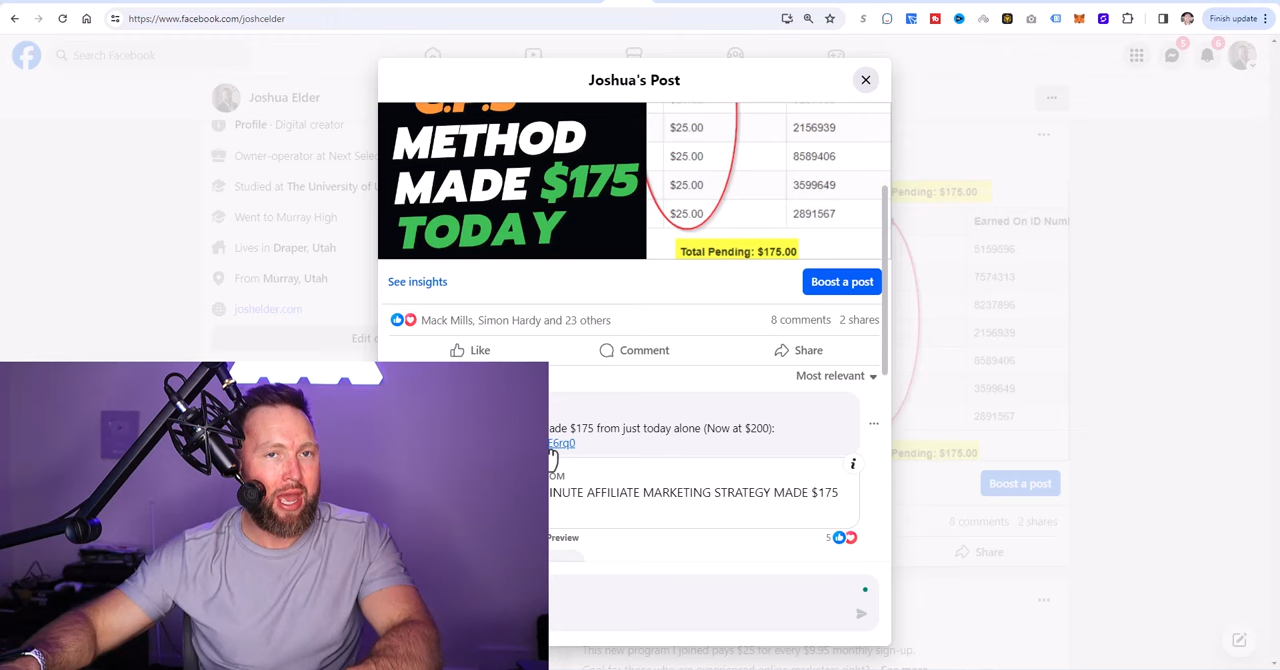 https://www.facebook.com/joshcelder
Finish update
Search Facebook
5
6
Joshua's Post
Joshua Elder
Profile · Digital creator
Owner-operator at Next Selec
Studied at The University of U
Went to Murray High
Lives in Draper, Utah
From Murray, Utah
joshelder.com
Edit
METHOD
MADE $175
TODAY
$25.00 2156939
$25.00 8589406
$25.00 3599649
$25.00 2891567
Total Pending: $175.00
See insights
Boost a post
Mack Mills, Simon Hardy and 23 others
8 comments 2 shares
Like
Comment
Share
Most relevant
ade $175 from just today alone (Now at $200):
E6rq0
OM
INUTE AFFILIATE MARKETING STRATEGY MADE $175
Preview
5
Pending: $175.00
Earned On ID Num
5159596
7574313
8237896
2156939
8589406
3599649
2891567
Pending: $175.00
Boost a post
8 comments 2 shares
Share
This new program I joined pays $25 for every $9.95 monthly sign-up.